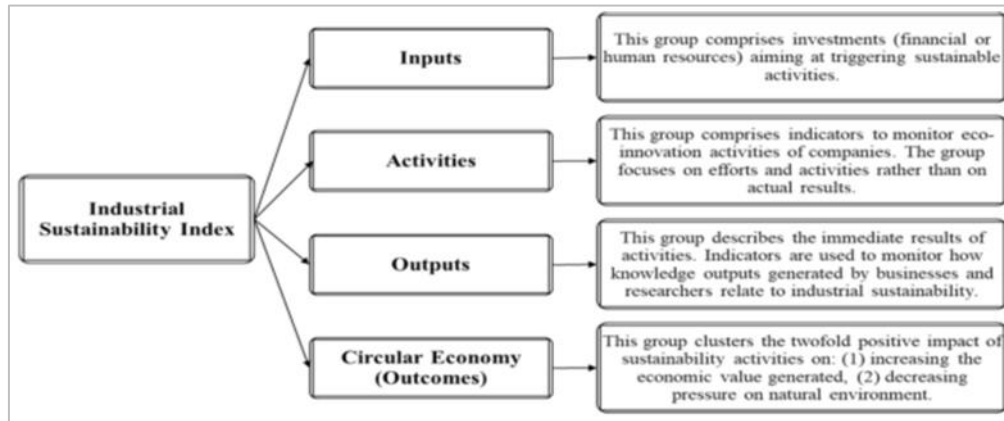 Inputs
This group comprises investments (financial or
human resources) aiming at triggering sustainable
activities.
Activities
This group comprises indicators to monitor eco-
innovation activities of companies. The group
focuses on efforts and activities rather than on
actual results.
Industrial
Sustainability Index
Outputs
This group describes the immediate results of
activities. Indicators are used to monitor how
knowledge outputs generated by businesses and
researchers relate to industrial sustainability.
Circular Economy
(Outcomes)
This group clusters the twofold positive impact of
sustainability activities on: (1) increasing the
economic value generated, (2) decreasing
pressure on natural environment.